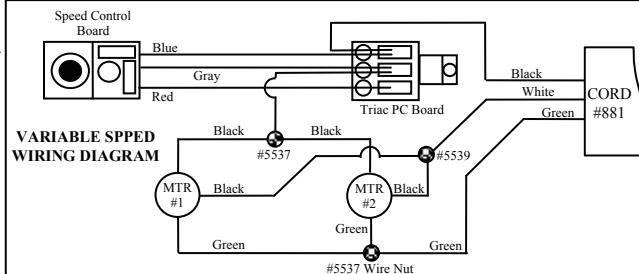 Speed Control
Board
Blue
Gray
Red
Triac PC Board
Black
White
Green
CORD
#881
VARIABLE SPPED
WIRING DIAGRAM
Black
Black
#5537
#5539
MTR
#1
Black
MTR
#2
Black
Green
Green
Green
#5537 Wire Nut